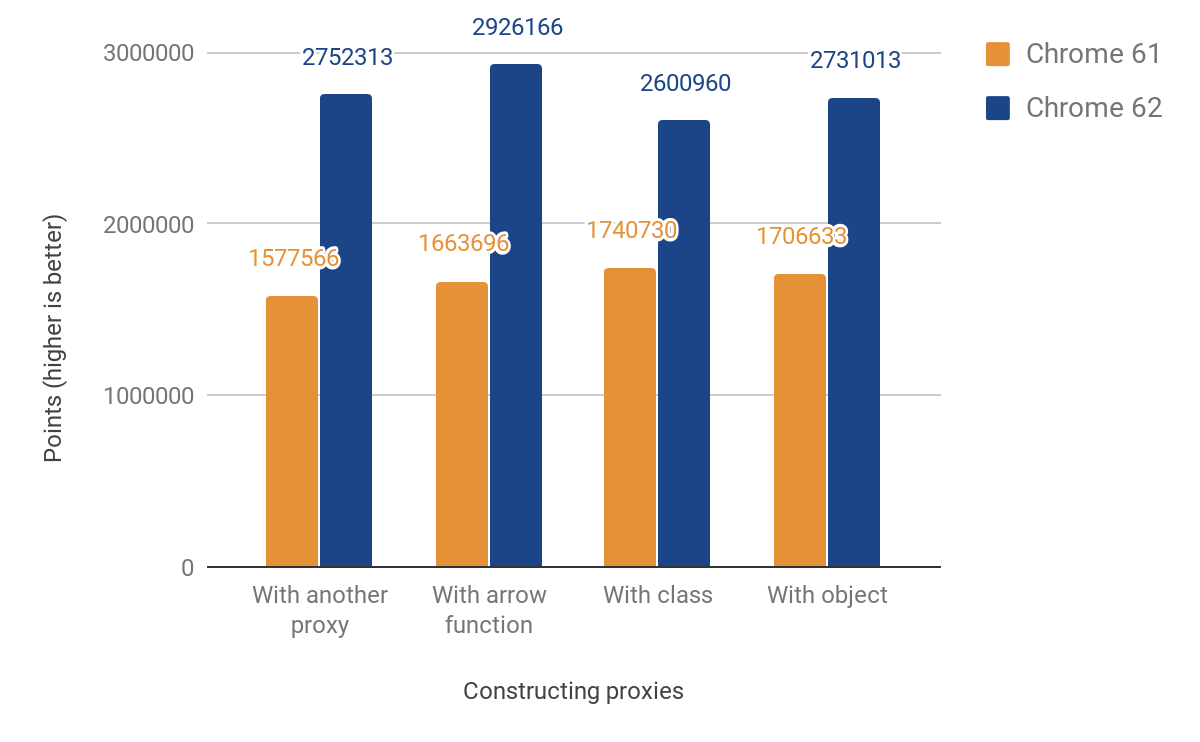 2926166
3000000
2752313
2731013
2600960
Chrome 61
Chrome 62
2000000
1740730
1706633
1663696
1577566
Points (higher is better)
1000000
0
With another
proxy
With arrow
function
With class
With object
Constructing proxies